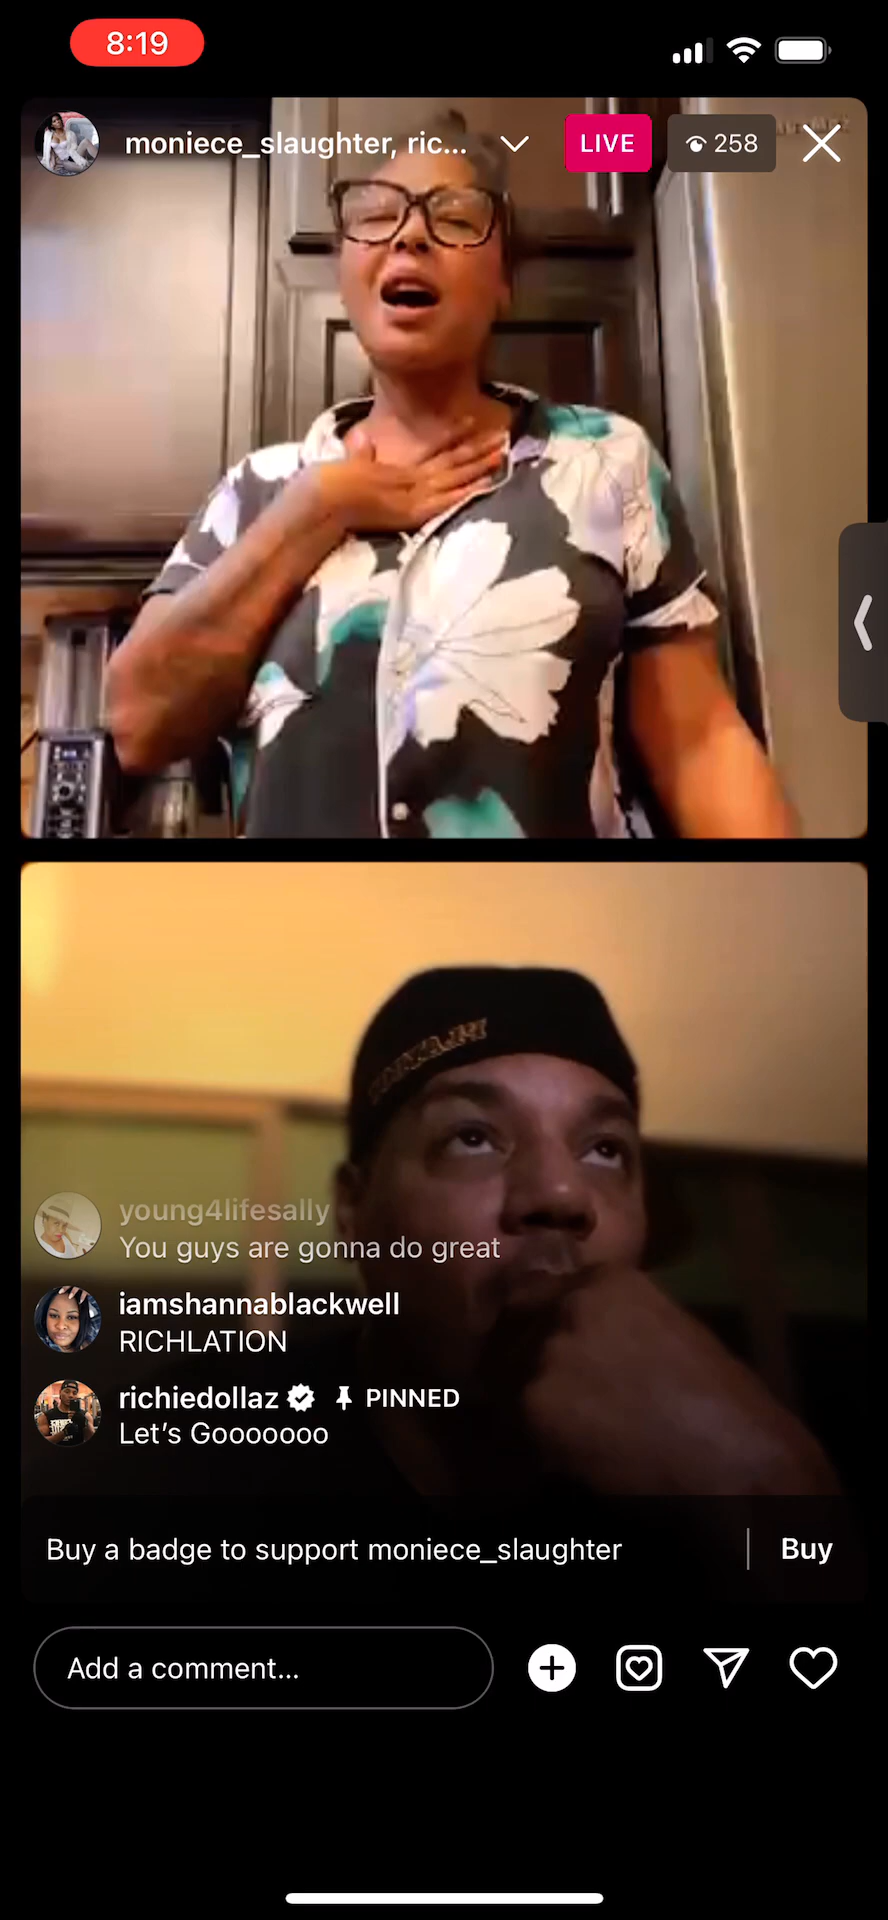 8:19
moniece_slaughter, ric...
LIVE
258
young4lifesally
You guys are gonna do great
iamshannablackwell
RICHLATION
richiedollaz PINNED
Let's Gooooooo
Buy a badge to support moniece_slaughter
Buy
Add a comment...